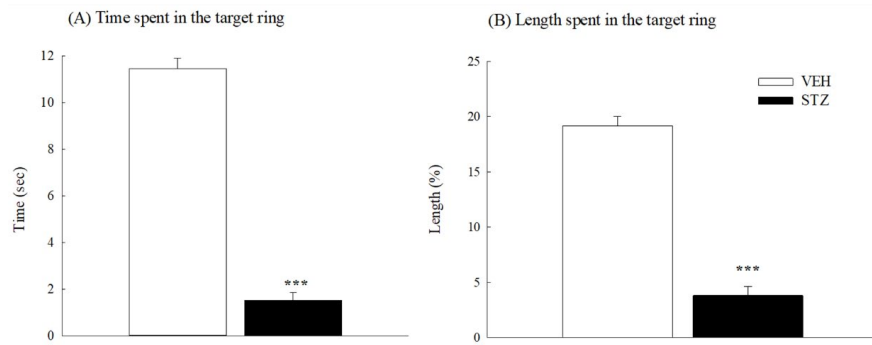 (A) Time spent in the target ring
(B) Length spent in the target ring
12
10
8
6
4
2
0
Time (sec)
***
25
20
15
10
5
0
Length (%)
VEH
STZ
***